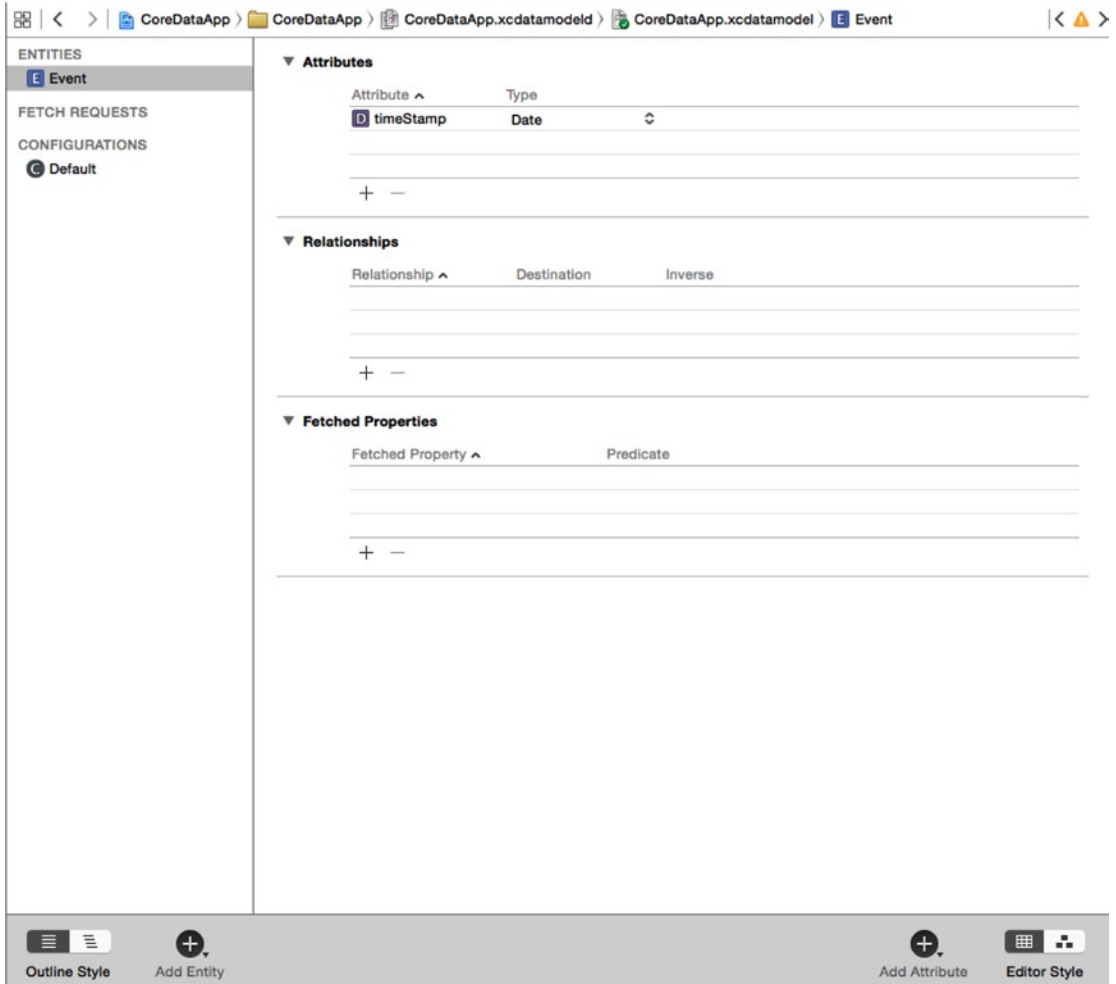 CoreDataApp CoreDataApp CoreDataApp.xcdatamodeld CoreDataApp.xcdatamodel E Event
ENTITIES
E Event
FETCH REQUESTS
CONFIGURATIONS
C Default
Attributes
Attribute Type
D timeStamp Date
Relationships
Relationship Destination Inverse
Fetched Properties
Fetched Property Predicate
Outline Style Add Entity Add Attribute Editor Style